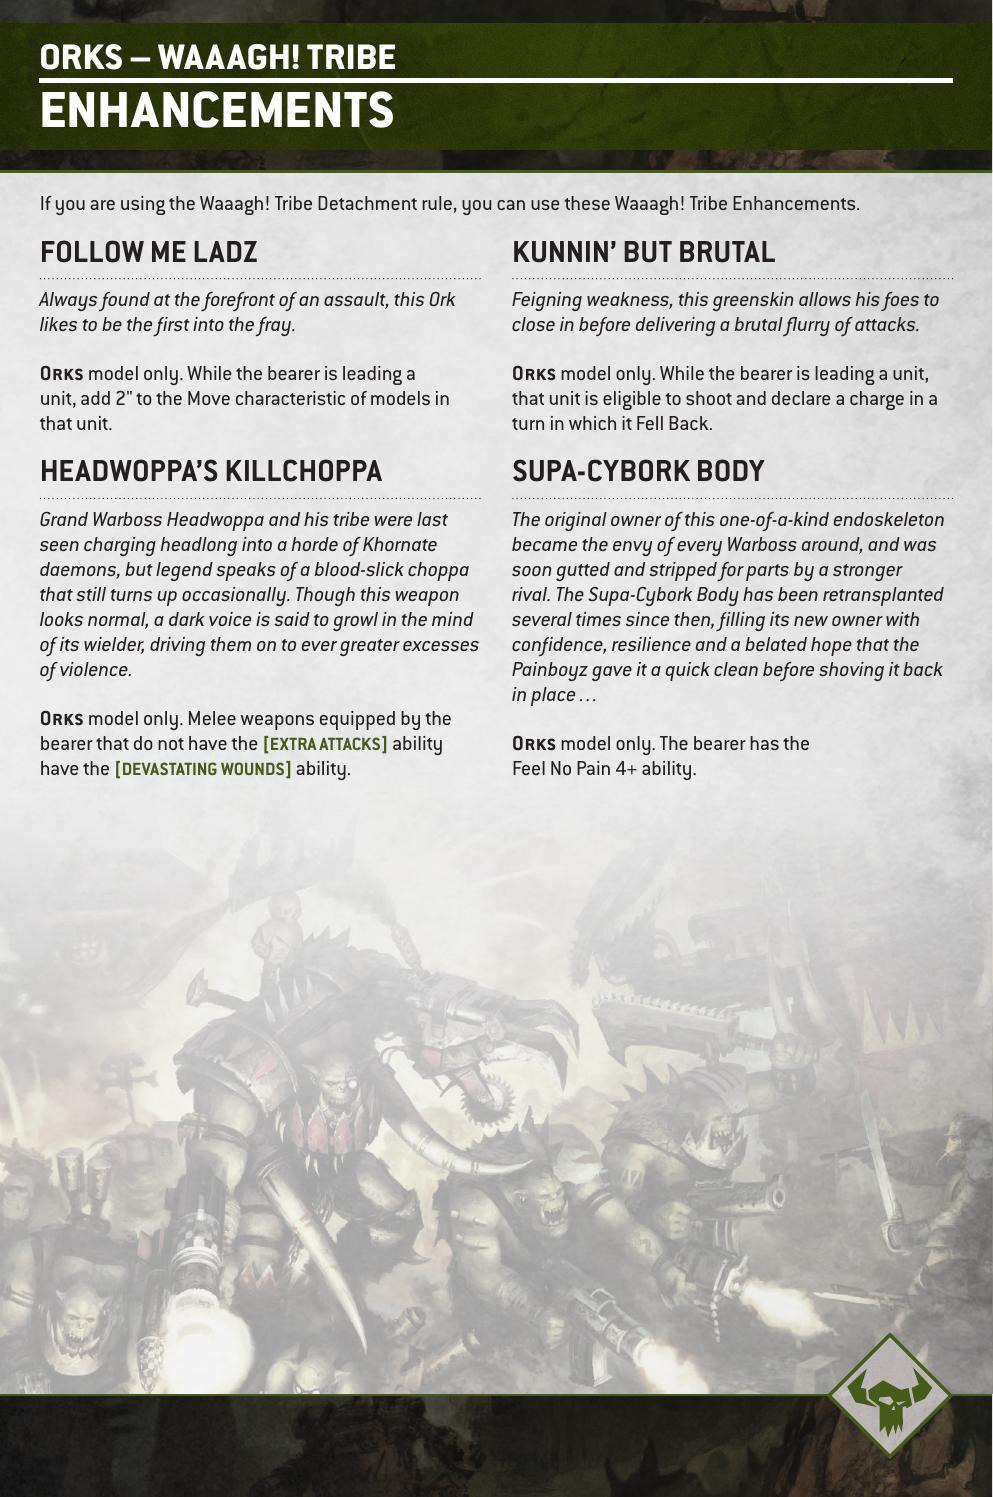 ORKS – WAAAGH! TRIBE
ENHANCEMENTS
If you are using the Waaagh! Tribe Detachment rule, you can use these Waaagh! Tribe Enhancements.
FOLLOW ME LADZ
Always found at the forefront of an assault, this Ork
likes to be the first into the fray.
ORKS model only. While the bearer is leading a
unit, add 2" to the Move characteristic of models in
that unit.
HEADWOPPA’S KILLCHOPPA
Grand Warboss Headwoppa and his tribe were last
seen charging headlong into a horde of Khornate
daemons, but legend speaks of a blood-slick choppa
that still turns up occasionally. Though this weapon
looks normal, a dark voice is said to growl in the mind
of its wielder, driving them on to ever greater excesses
of violence.
ORKS model only. Melee weapons equipped by the
bearer that do not have the [EXTRA ATTACKS] ability
have the [DEVASTATING WOUNDS] ability.
KUNNIN’ BUT BRUTAL
Feigning weakness, this greenskin allows his foes to
close in before delivering a brutal flurry of attacks.
ORKS model only. While the bearer is leading a unit,
that unit is eligible to shoot and declare a charge in a
turn in which it Fell Back.
SUPA-CYBORK BODY
The original owner of this one-of-a-kind endoskeleton
became the envy of every Warboss around, and was
soon gutted and stripped for parts by a stronger
rival. The Supa-Cybork Body has been retransplanted
several times since then, filling its new owner with
confidence, resilience and a belated hope that the
Painboyz gave it a quick clean before shoving it back
in place …
ORKS model only. The bearer has the
Feel No Pain 4+ ability.